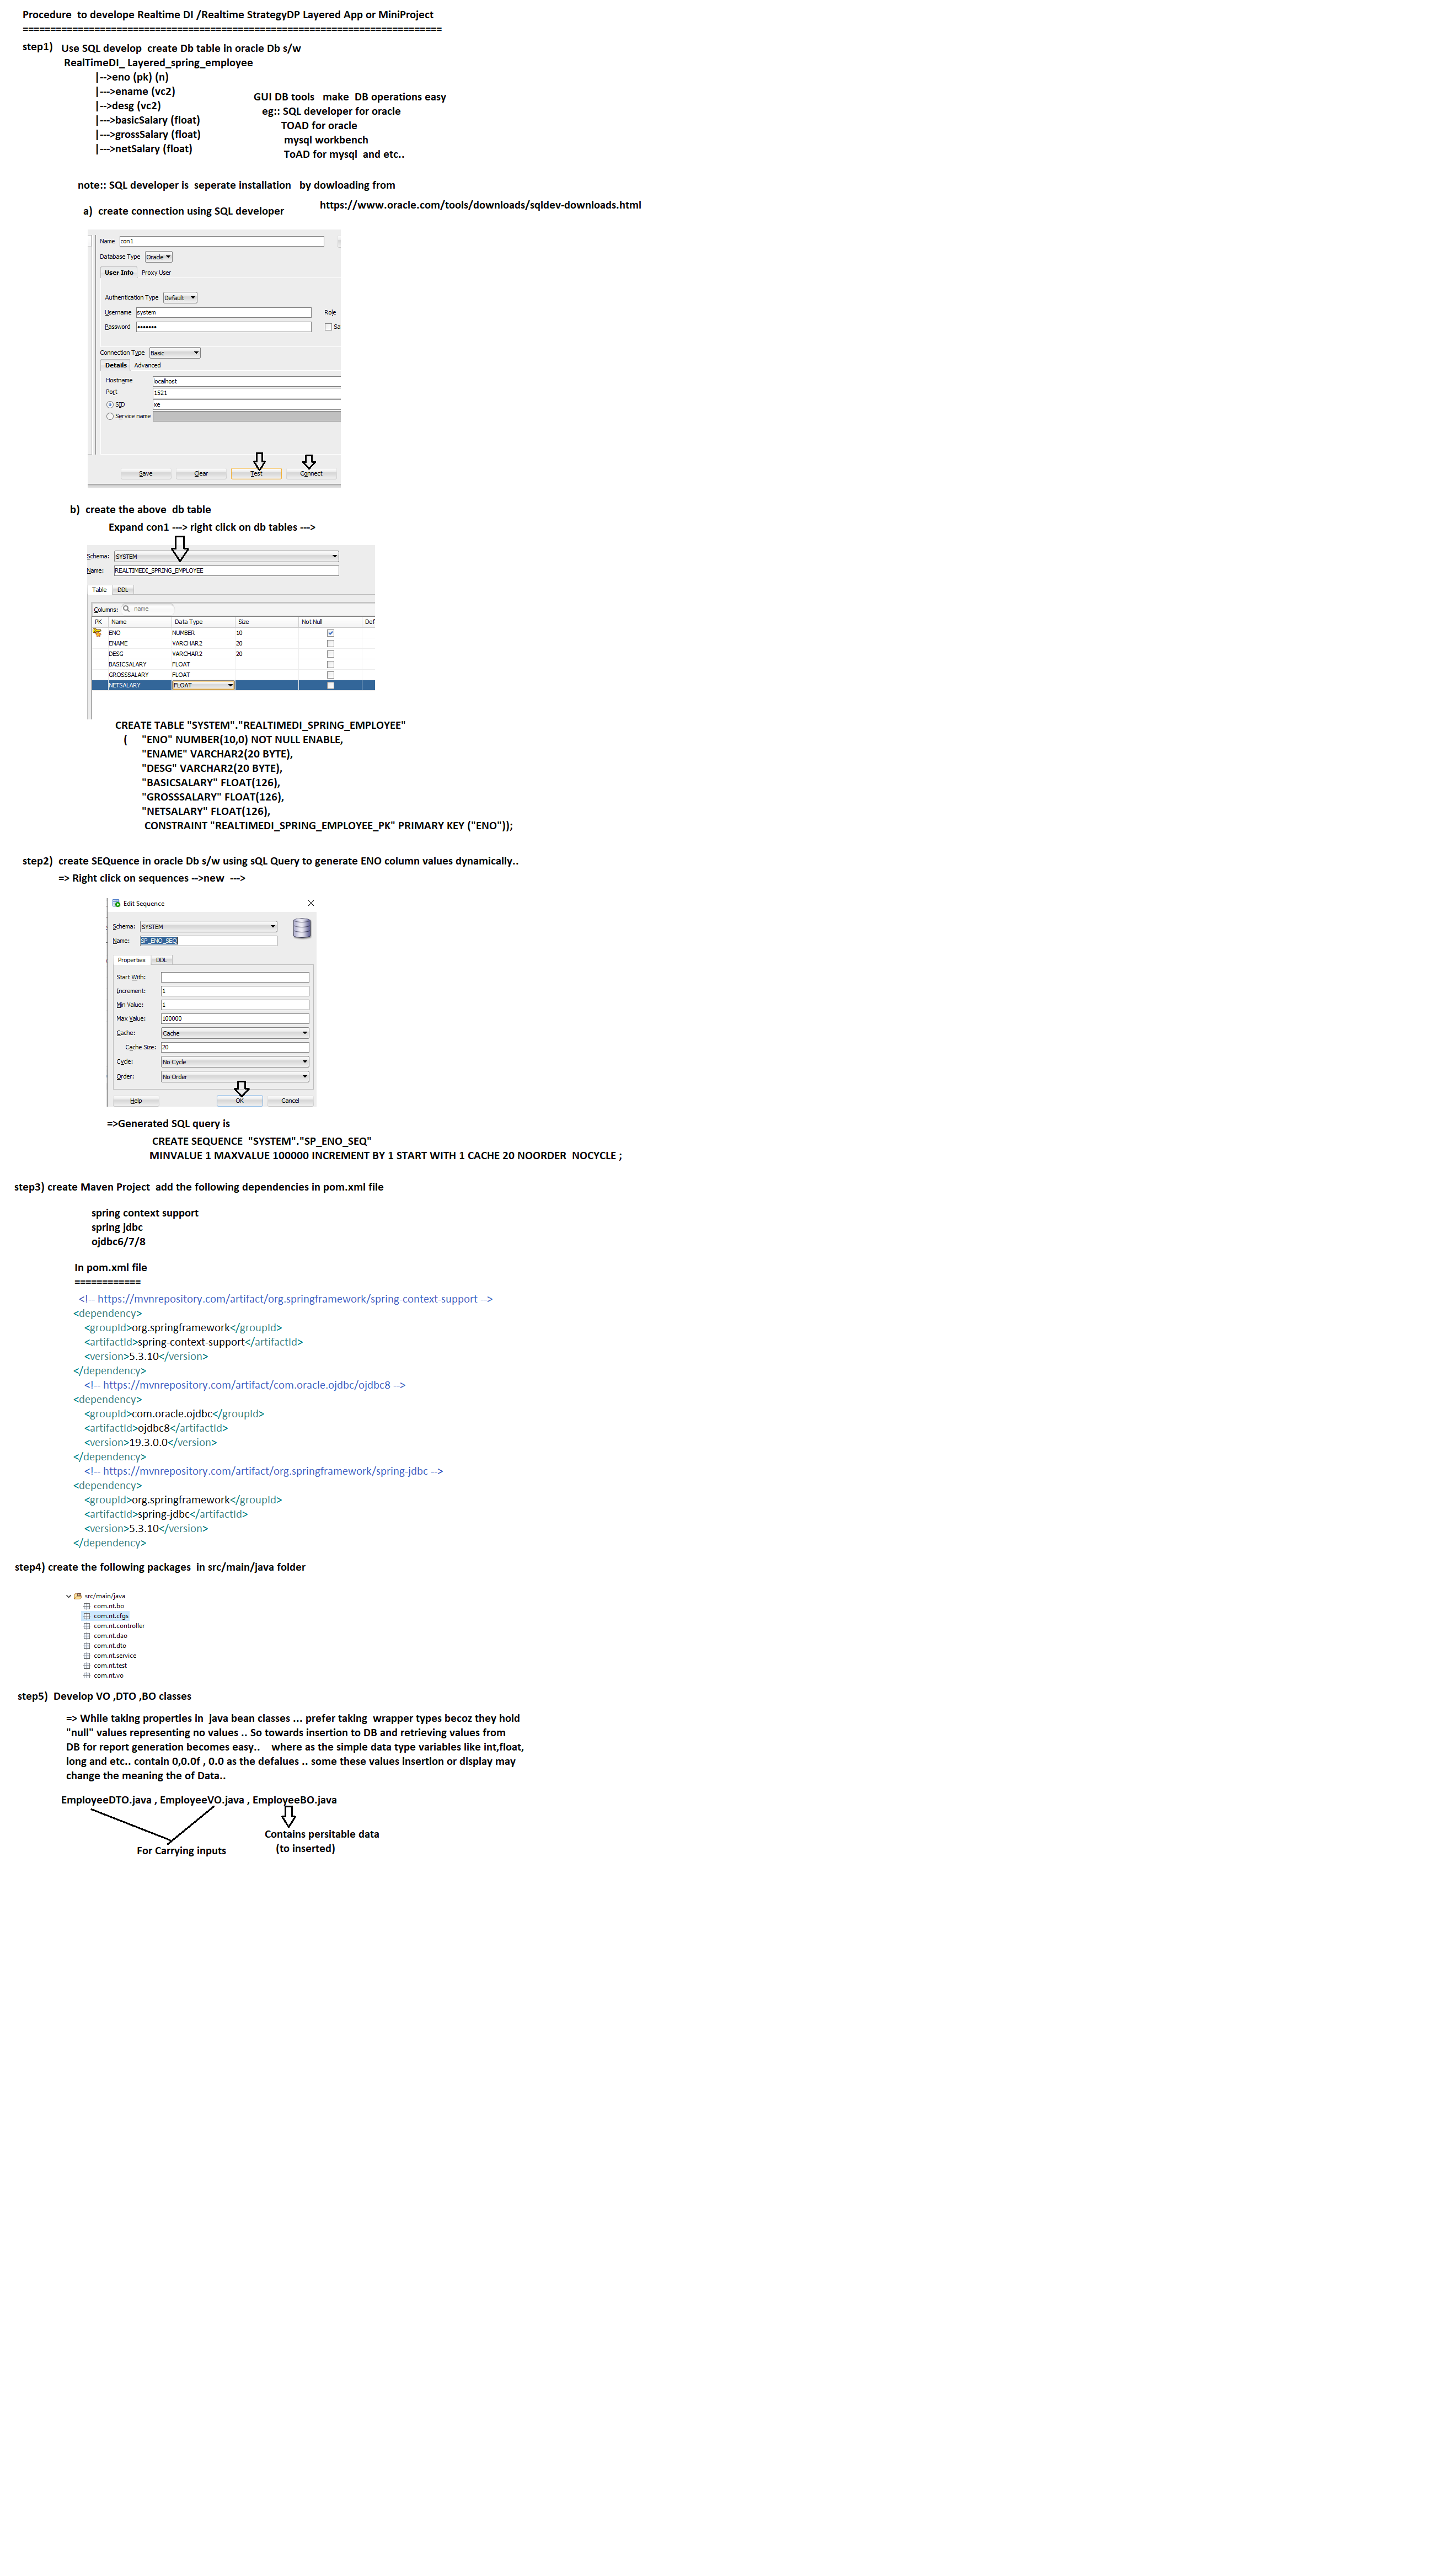 Procedure  to develope Realtime DI /Realtime StrategyDP Layered App or MiniProject
============================================================================
step1)   Use SQL develop  create Db table in oracle Db s/w
RealTimeDI_ Layered_spring_employee
|-->eno (pk) (n)
|--->ename (vc2)
|-->desg (vc2)
|--->basicSalary (float)
|--->grossSalary (float)
|--->netSalary (float)
GUI DB tools   make  DB operations easy
eg:: SQL developer for oracle
TOAD for oracle
mysql workbench
ToAD for mysql  and etc..
note:: SQL developer is  seperate installation   by dowloading from
https://www.oracle.com/tools/downloads/sqldev-downloads.html
a)  create connection using SQL developer
Name con1
Database Type Oracle
User Info Proxy User
Authentication Type Default
Username system Role
Password ••••••• Sa
Connection Type Basic
Details Advanced
Hostname localhost
Port 1521
SID xe
Service name
Save Clear Test Connect
b)  create the above  db table
Expand con1 ---> right click on db tables --->
Schema: SYSTEM
Name: REALTIMEDI_SPRING_EMPLOYEE
Table DDL
Columns: name
PK Name Data Type Size Not Null Def
ENO NUMBER 10
ENAME VARCHAR2 20
DESG VARCHAR2 20
BASICSALARY FLOAT
GROSSSALARY FLOAT
NETSALARY FLOAT
CREATE TABLE "SYSTEM"."REALTIMEDI_SPRING_EMPLOYEE"
(     "ENO" NUMBER(10,0) NOT NULL ENABLE,
"ENAME" VARCHAR2(20 BYTE),
"DESG" VARCHAR2(20 BYTE),
"BASICSALARY" FLOAT(126),
"GROSSSALARY" FLOAT(126),
"NETSALARY" FLOAT(126),
CONSTRAINT "REALTIMEDI_SPRING_EMPLOYEE_PK" PRIMARY KEY ("ENO"));
step2)  create SEQuence in oracle Db s/w using sQL Query to generate ENO column values dynamically..
=> Right click on sequences -->new  --->
Edit Sequence
Schema: SYSTEM
Name: SP_ENO_SEQ
Properties DDL
Start With:
Increment: 1
Min Value: 1
Max Value: 100000
Cache: Cache
Cache Size: 20
Cycle: No Cycle
Order: No Order
Help OK Cancel
=>Generated SQL query is
CREATE SEQUENCE  "SYSTEM"."SP_ENO_SEQ"
MINVALUE 1 MAXVALUE 100000 INCREMENT BY 1 START WITH 1 CACHE 20 NOORDER  NOCYCLE ;
step3) create Maven Project  add the following dependencies in pom.xml file
spring context support
spring jdbc
ojdbc6/7/8
In pom.xml file
============
<!-- https://mvnrepository.com/artifact/org.springframework/spring-context-support -->
<dependency>
<groupId>org.springframework</groupId>
<artifactId>spring-context-support</artifactId>
<version>5.3.10</version>
</dependency>
<!-- https://mvnrepository.com/artifact/com.oracle.ojdbc/ojdbc8 -->
<dependency>
<groupId>com.oracle.ojdbc</groupId>
<artifactId>ojdbc8</artifactId>
<version>19.3.0.0</version>
</dependency>
<!-- https://mvnrepository.com/artifact/org.springframework/spring-jdbc -->
<dependency>
<groupId>org.springframework</groupId>
<artifactId>spring-jdbc</artifactId>
<version>5.3.10</version>
</dependency>
step4) create the following packages  in src/main/java folder
src/main/java
com.nt.bo
com.nt.cfgs
com.nt.controller
com.nt.dao
com.nt.dto
com.nt.service
com.nt.test
com.nt.vo
step5)  Develop VO ,DTO ,BO classes
=> While taking properties in  java bean classes ... prefer taking  wrapper types becoz they hold
"null" values representing no values .. So towards insertion to DB and retrieving values from
DB for report generation becomes easy..    where as the simple data type variables like int,float,
long and etc.. contain 0,0.0f , 0.0 as the defalues .. some these values insertion or display may
change the meaning the of Data..
EmployeeDTO.java , EmployeeVO.java , EmployeeBO.java
Contains persitable data
(to inserted)
For Carrying inputs